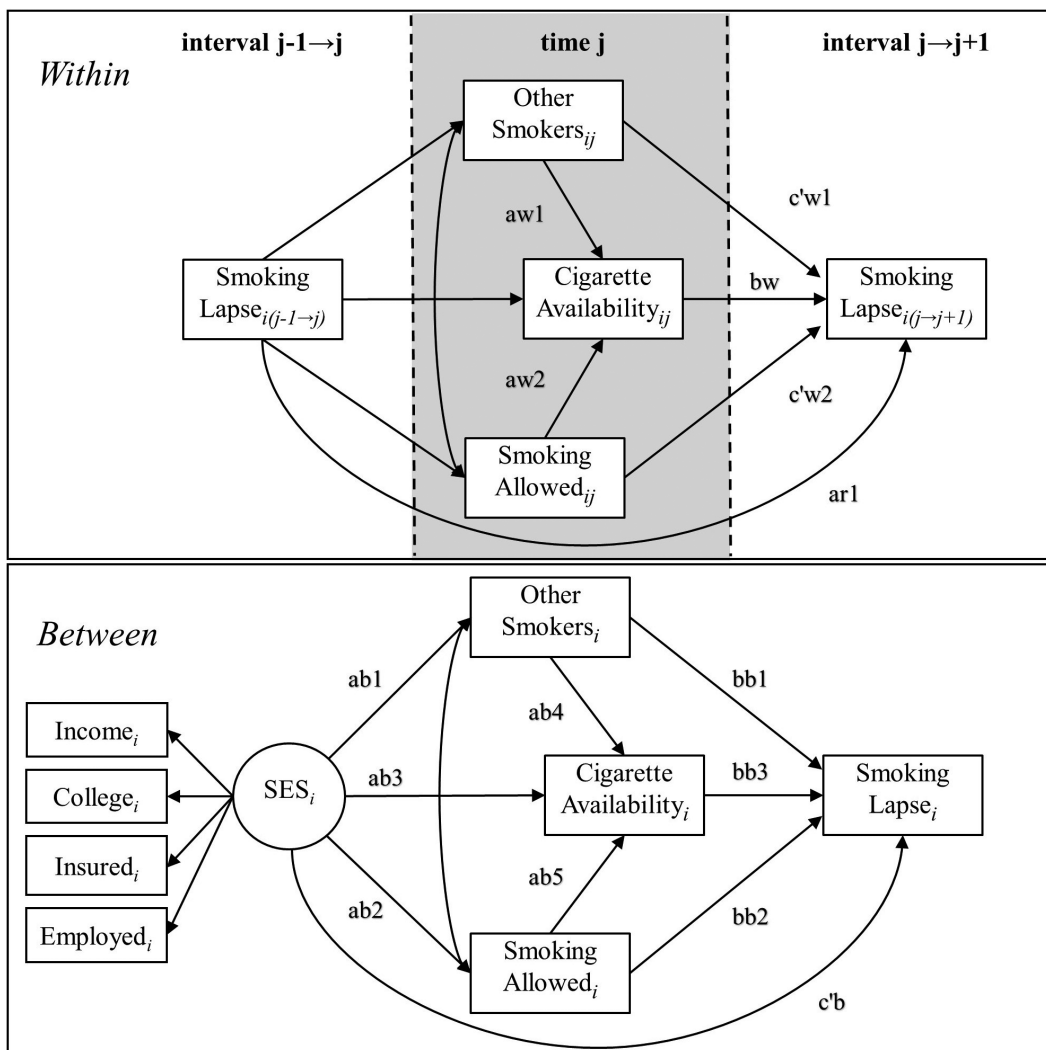 interval j-1→j
time j
interval j→j+1
Within
Other
Smokersij
aw1
c'w1
Smoking
Lapsei(j-1→j)
Cigarette
Availabilityij
bw
Smoking
Lapsei(j→j+1)
aw2
c'w2
Smoking
Allowedij
ar1
Between
Other
Smokersi
ab1
ab4
bb1
Incomei
Collegei
Insuredi
Employedi
SESi
ab3
Cigarette
Availabilityi
bb3
Smoking
Lapsei
ab2
ab5
bb2
Smoking
Allowedi
c'b